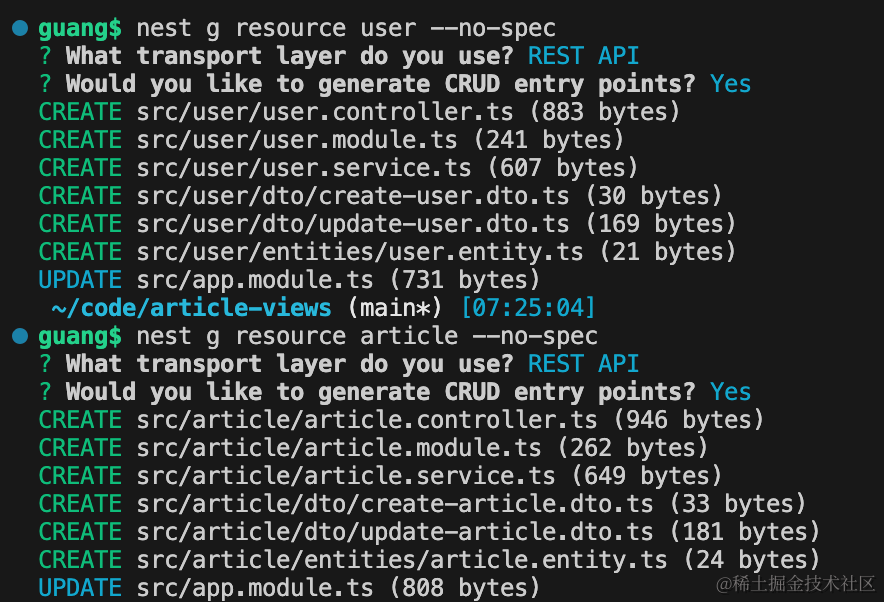 guang$ nest g resource user --no-spec
? What transport layer do you use? REST API
? Would you like to generate CRUD entry points? Yes
CREATE src/user/user.controller.ts (883 bytes)
CREATE src/user/user.module.ts (241 bytes)
CREATE src/user/user.service.ts (607 bytes)
CREATE src/user/dto/create-user.dto.ts (30 bytes)
CREATE src/user/dto/update-user.dto.ts (169 bytes)
CREATE src/user/entities/user.entity.ts (21 bytes)
UPDATE src/app.module.ts (731 bytes)
~/code/article-views (main*) [07:25:04]
guang$ nest g resource article --no-spec
? What transport layer do you use? REST API
? Would you like to generate CRUD entry points? Yes
CREATE src/article/article.controller.ts (946 bytes)
CREATE src/article/article.module.ts (262 bytes)
CREATE src/article/article.service.ts (649 bytes)
CREATE src/article/dto/create-article.dto.ts (33 bytes)
CREATE src/article/dto/update-article.dto.ts (181 bytes)
CREATE src/article/entities/article.entity.ts (24 bytes)
UPDATE src/app.module.ts (808 bytes)
@稀土掘金技术社区